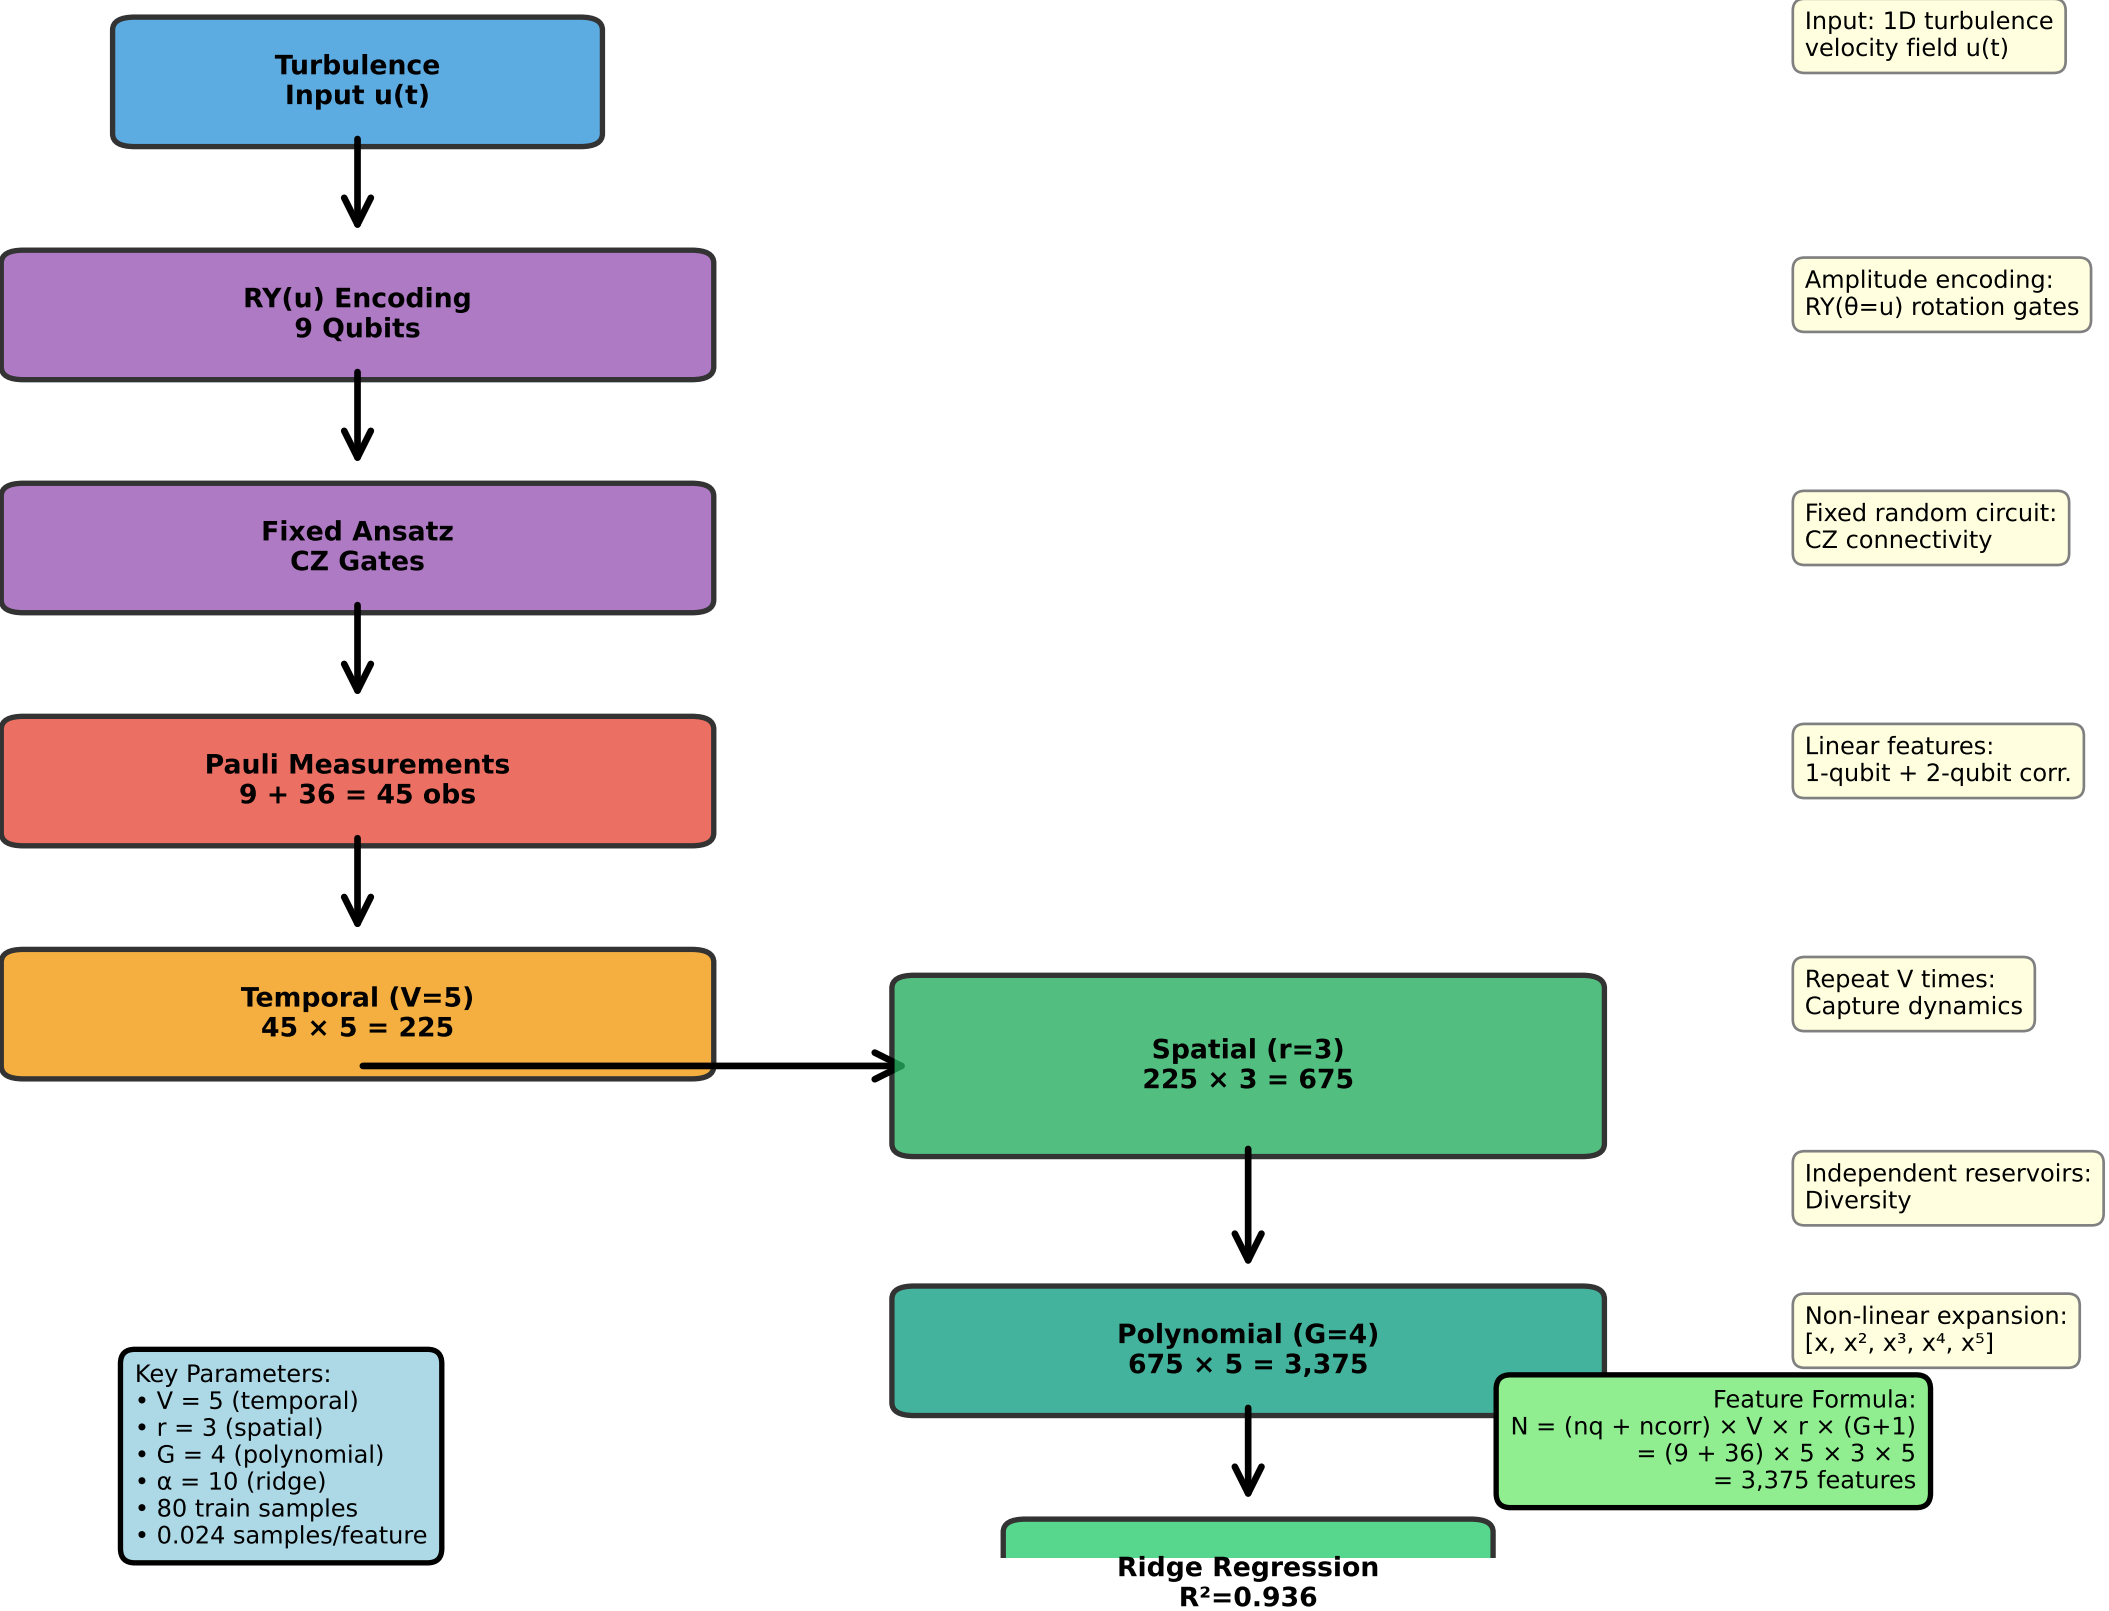 Turbulence
Input u(t)
Input: 1D turbulence
velocity field u(t)
RY(u) Encoding
9 Qubits
Amplitude encoding:
RY(θ=u) rotation gates
Fixed Ansatz
CZ Gates
Fixed random circuit:
CZ connectivity
Pauli Measurements
9 + 36 = 45 obs
Linear features:
1-qubit + 2-qubit corr.
Temporal (V=5)
45 × 5 = 225
Repeat V times:
Capture dynamics
Spatial (r=3)
225 × 3 = 675
Independent reservoirs:
Diversity
Polynomial (G=4)
675 × 5 = 3,375
Non-linear expansion:
[x, x², x³, x⁴, x⁵]
Key Parameters:
• V = 5 (temporal)
• r = 3 (spatial)
• G = 4 (polynomial)
• α = 10 (ridge)
• 80 train samples
• 0.024 samples/feature
Feature Formula:
N = (nq + ncorr) × V × r × (G+1)
= (9 + 36) × 5 × 3 × 5
= 3,375 features
Ridge Regression
R²=0.936